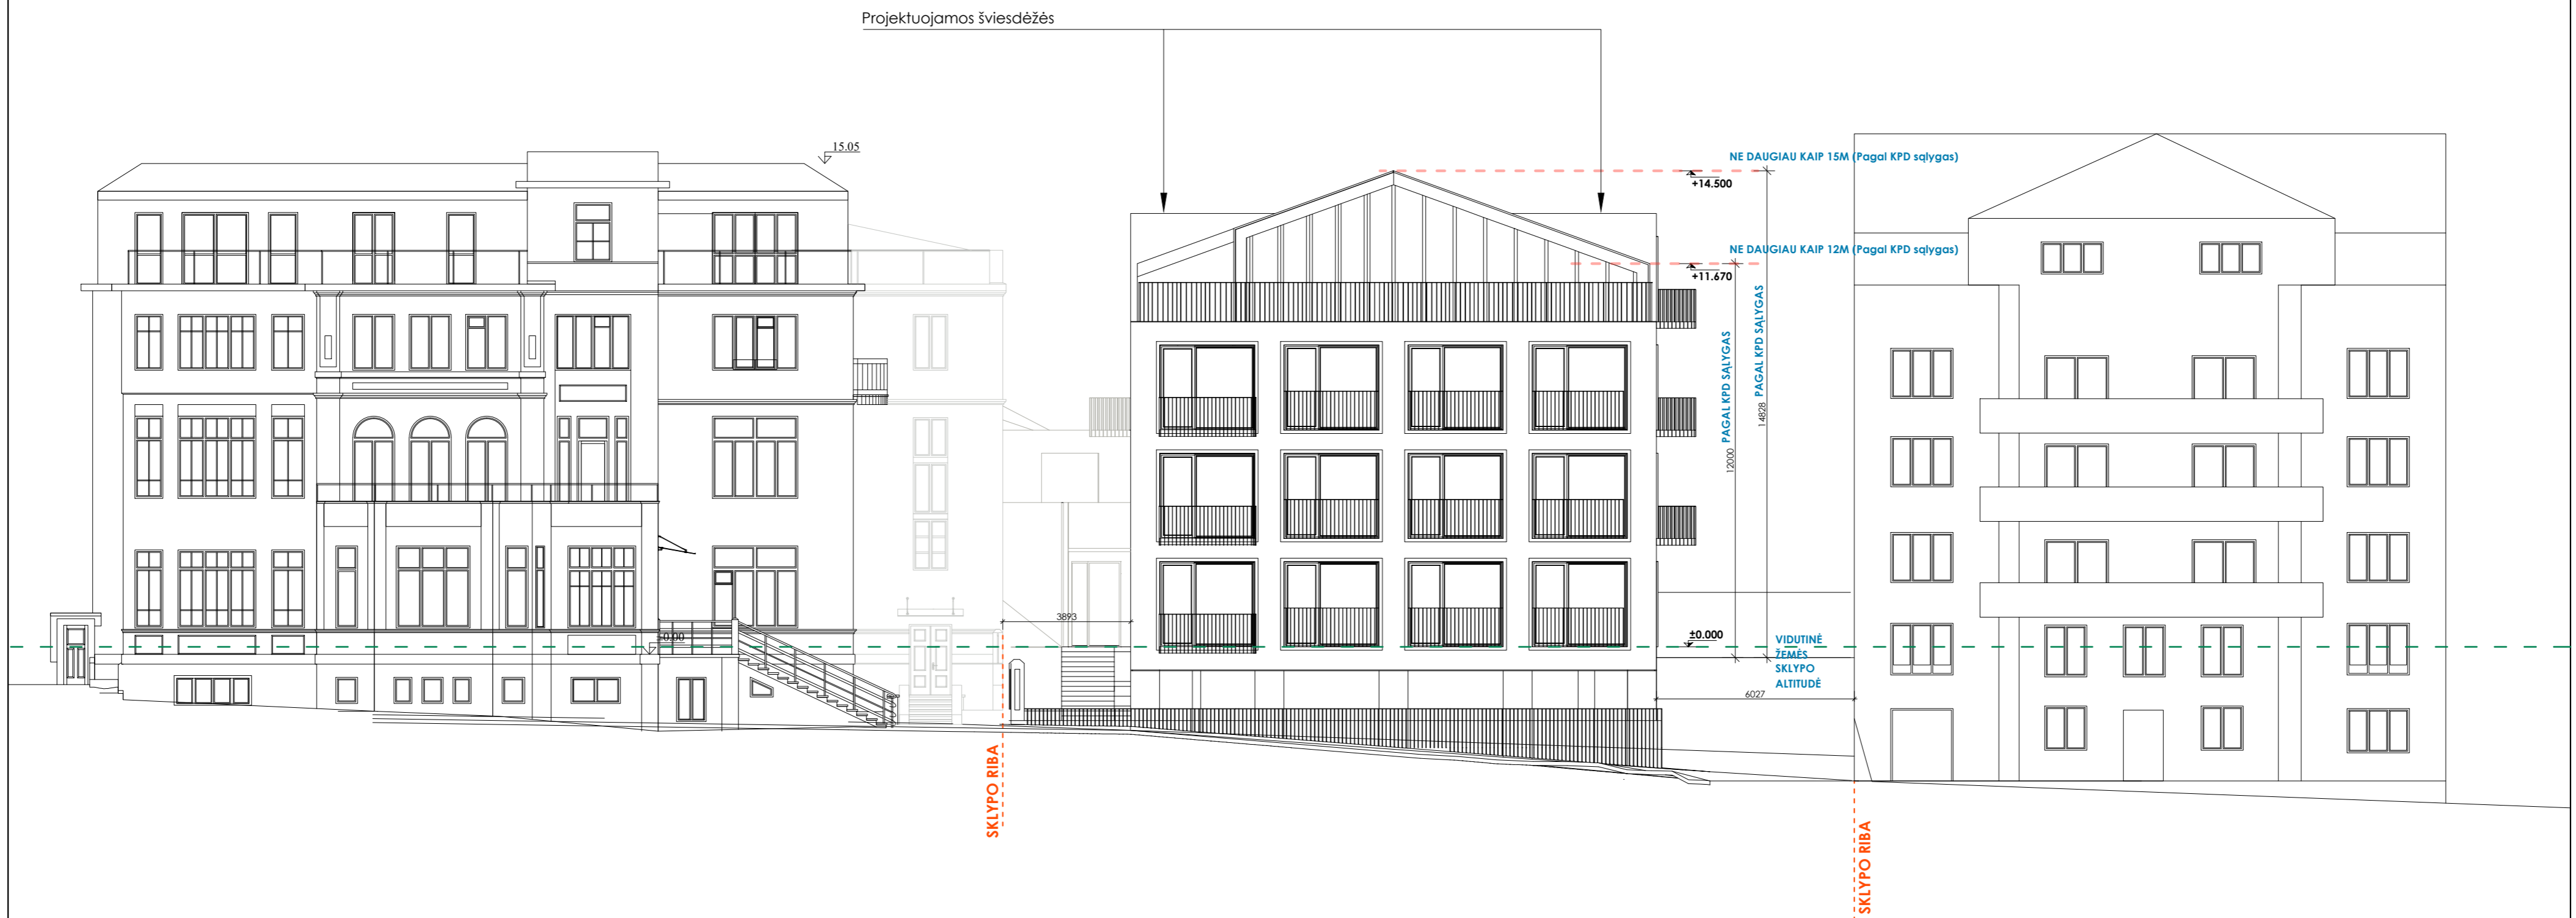 Projektuojamos šviesdėžės
15.05
NE DAUGIAU KAIP 15M (Pagal KPD sąlygas)
+14.500
NE DAUGIAU KAIP 12M (Pagal KPD sąlygas)
+11.670
12000 PAGAL KPD SĄLYGAS
14828 PAGAL KPD SĄLYGAS
3893
±0.00
±0.000
VIDUTINĖ
ŽEMĖS
SKLYPO
ALTITUDĖ
6027
SKLYPO RIBA
SKLYPO RIBA